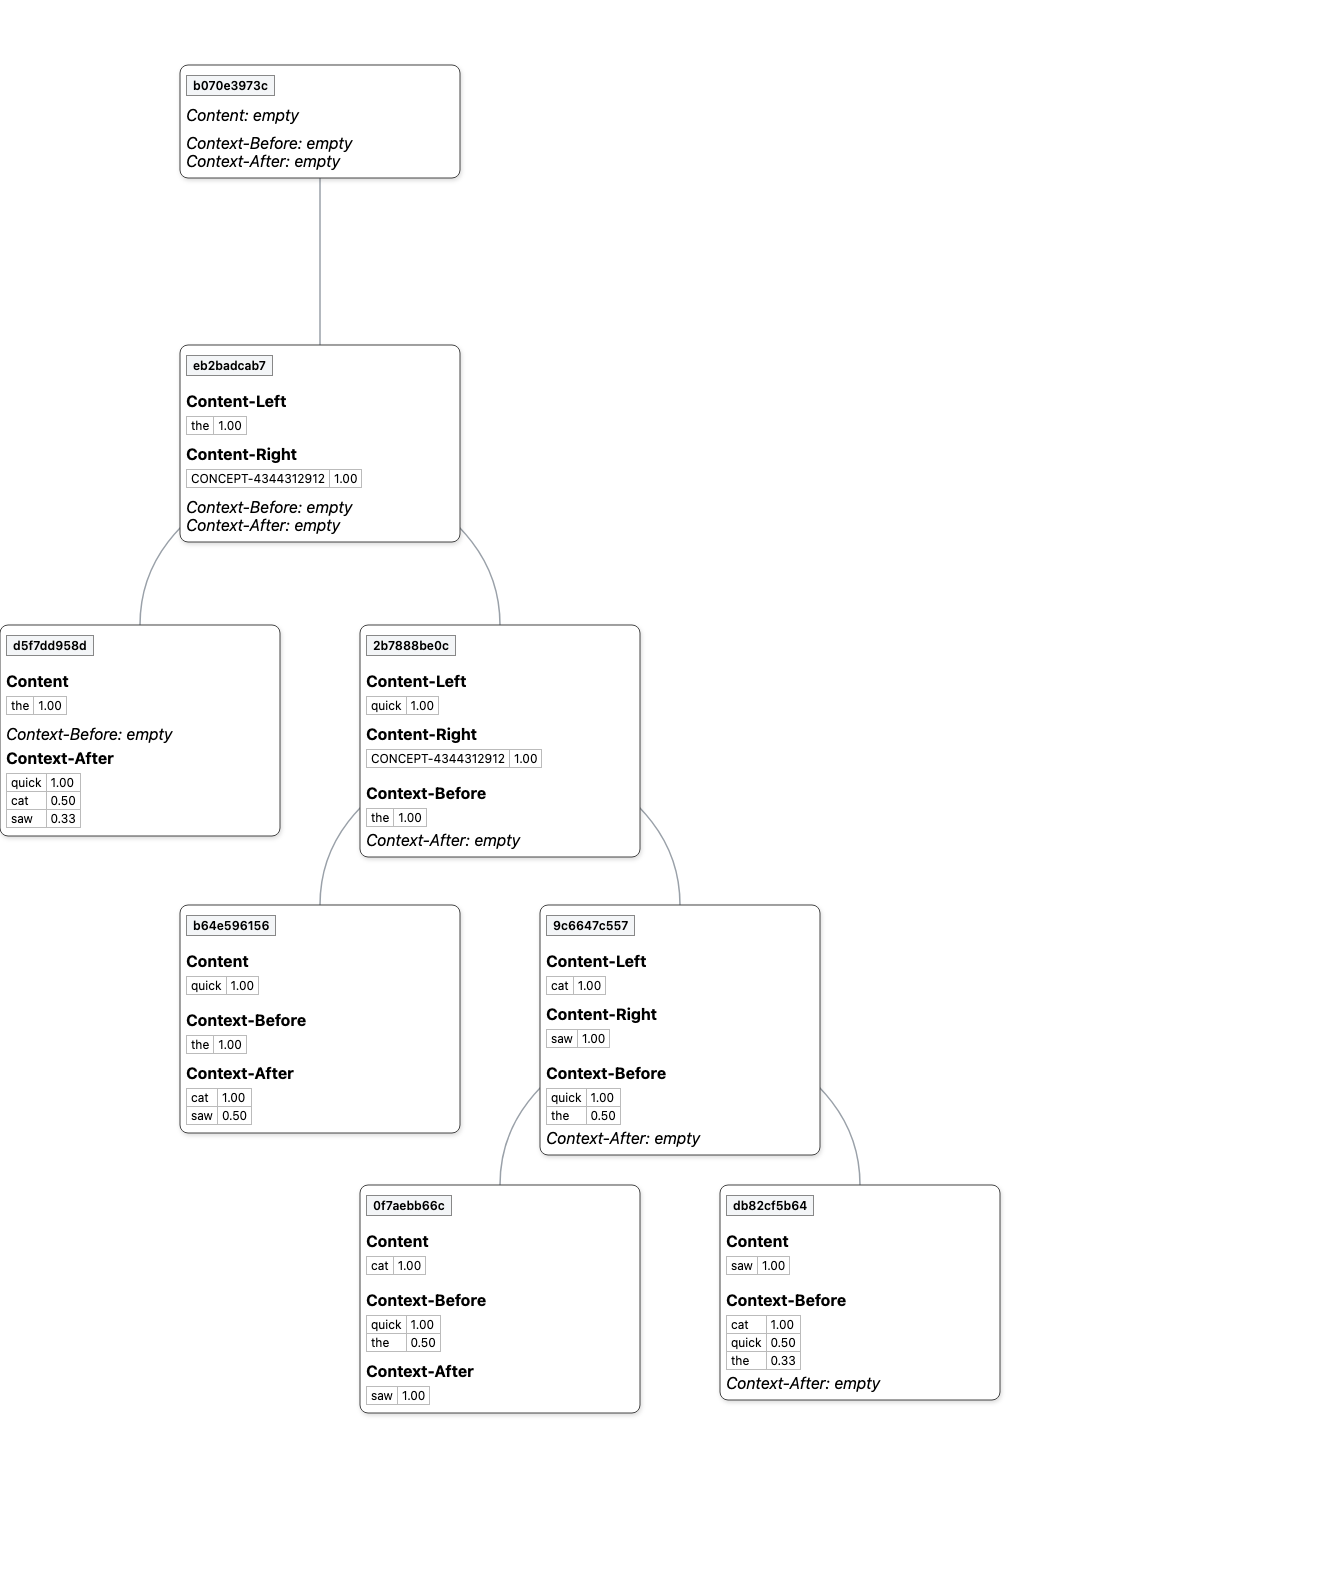 b070e3973c
Content: empty
Context-Before: empty
Context-After: empty
eb2badcab7
Content-Left
the 1.00
Content-Right
CONCEPT-4344312912 1.00
Context-Before: empty
Context-After: empty
d5f7dd958d
Content
the 1.00
Context-Before: empty
Context-After
quick 1.00
cat 0.50
saw 0.33
2b7888be0c
Content-Left
quick 1.00
Content-Right
CONCEPT-4344312912 1.00
Context-Before
the 1.00
Context-After: empty
b64e596156
Content
quick 1.00
Context-Before
the 1.00
Context-After
cat 1.00
saw 0.50
9c6647c557
Content-Left
cat 1.00
Content-Right
saw 1.00
Context-Before
quick 1.00
the 0.50
Context-After: empty
0f7aebb66c
Content
cat 1.00
Context-Before
quick 1.00
the 0.50
Context-After
saw 1.00
db82cf5b64
Content
saw 1.00
Context-Before
cat 1.00
quick 0.50
the 0.33
Context-After: empty